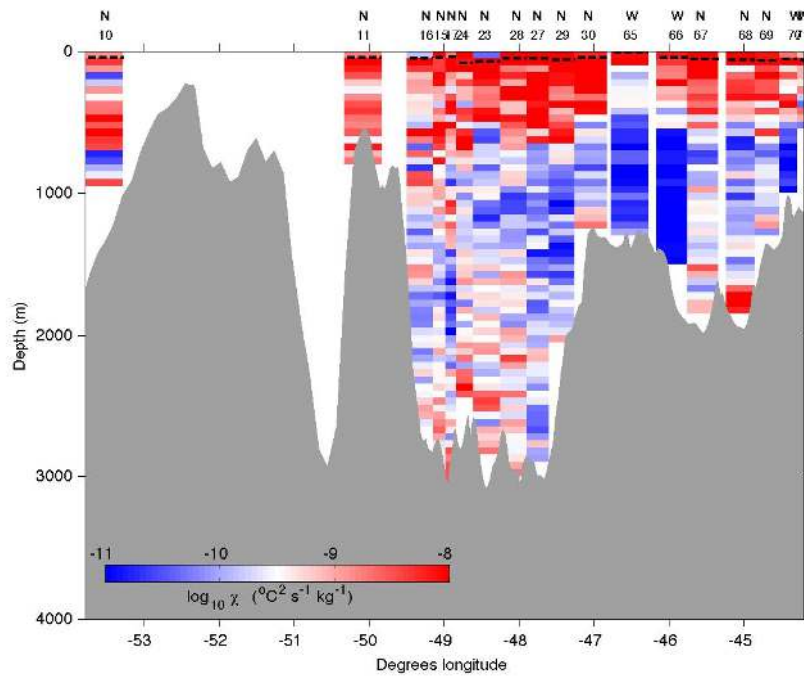 N N N N N N N N N N N W W N N N W
10 11 16 15 24 23 28 27 29 30 65 66 67 68 69 70
0
1000
2000
3000
4000
Depth (m)
-11 -10 -9 -8
log10 χ (°C² s⁻¹ kg⁻¹)
-53 -52 -51 -50 -49 -48 -47 -46 -45
Degrees longitude